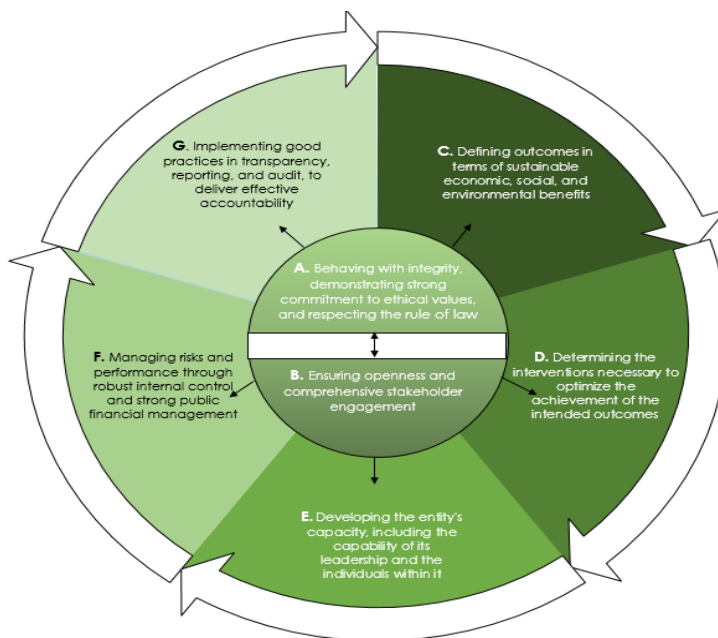 A. Behaving with integrity,
demonstrating strong
commitment to ethical values,
and respecting the rule of law
B. Ensuring openness and
comprehensive stakeholder
engagement
C. Defining outcomes in
terms of sustainable
economic, social, and
environmental benefits
D. Determining the
interventions necessary to
optimize the
achievement of the
intended outcomes
E. Developing the entity's
capacity, including the
capability of its
leadership and the
individuals within it
F. Managing risks and
performance through
robust internal control
and strong public
financial management
G. Implementing good
practices in transparency,
reporting, and audit, to
deliver effective
accountability